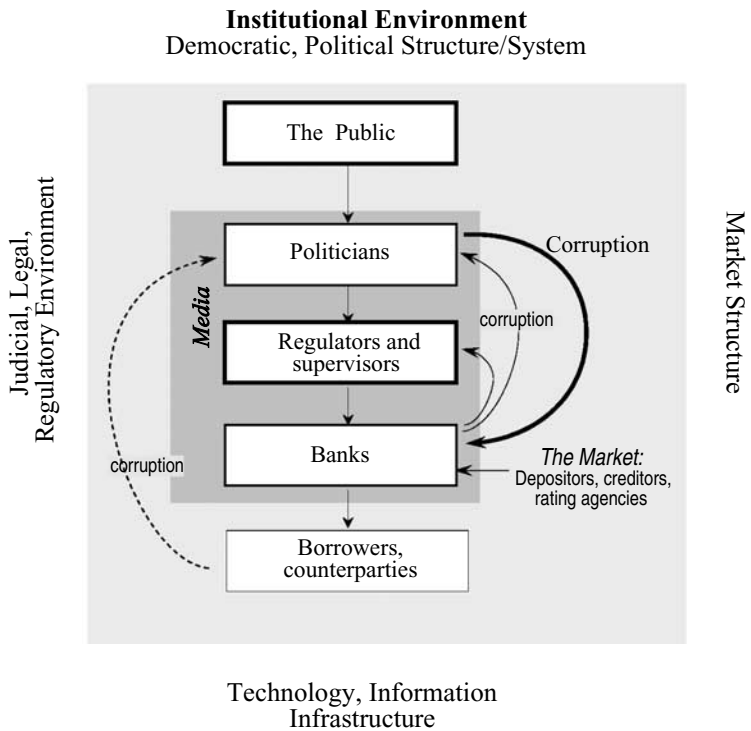 Institutional Environment
Democratic, Political Structure/System
The Public
Judicial, Legal,
Regulatory Environment
Market Structure
Media
Politicians
Corruption
corruption
Regulators and
supervisors
Banks
corruption
The Market:
Depositors, creditors,
rating agencies
Borrowers,
counterparties
Technology, Information
Infrastructure